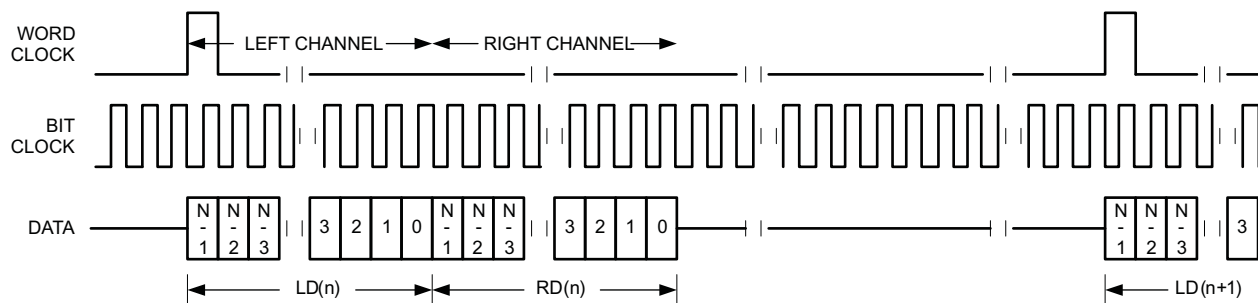 WORD
CLOCK
LEFT CHANNEL
RIGHT CHANNEL
BIT
CLOCK
DATA
N-1 N-2 N-3 3 2 1 0 N-1 N-2 N-3 3 2 1 0 N-1 N-2 N-3 3
LD(n) RD(n) LD(n+1)